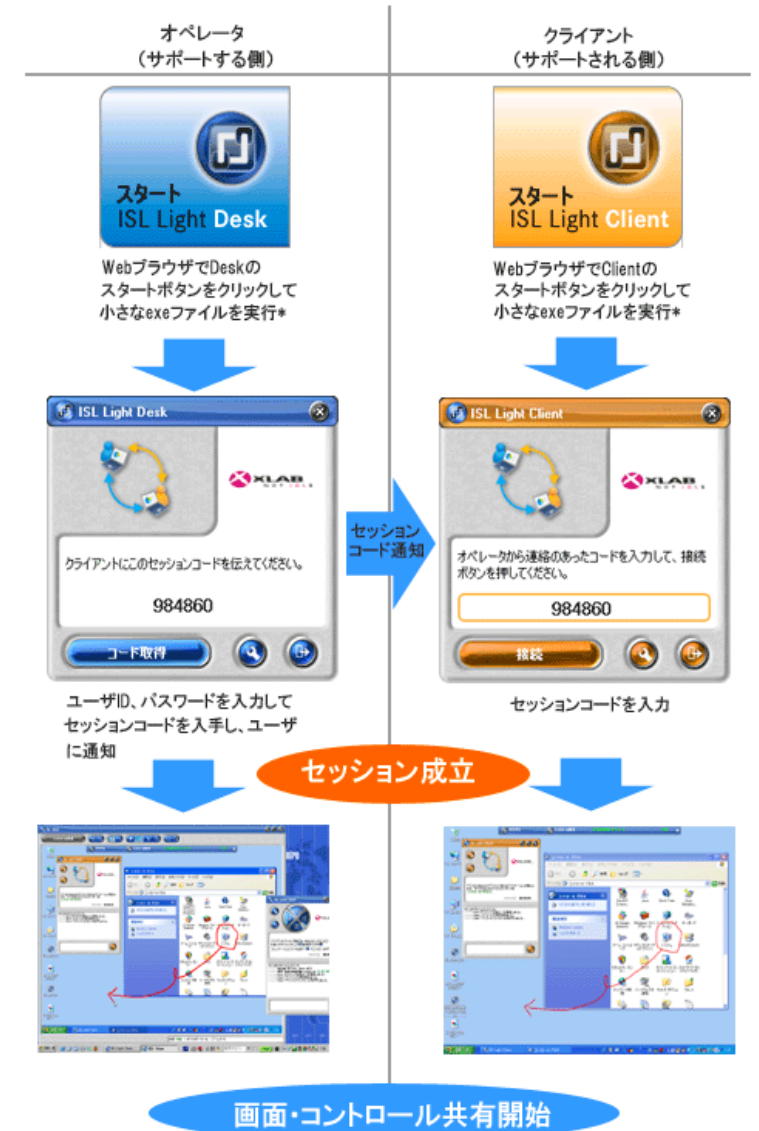 オペレータ
（サポートする側）
クライアント
（サポートされる側）
スタート
ISL Light Desk
スタート
ISL Light Client
WebブラウザでDeskの
スタートボタンをクリックして
小さなexeファイルを実行*
WebブラウザでClientの
スタートボタンをクリックして
小さなexeファイルを実行*
ISL Light Desk
XLAB
クライアントにこのセッションコードを伝えてください。
984860
コード取得
セッション
コード通知
ISL Light Client
XLAB
オペレータから連絡のあったコードを入力して、接続
ボタンを押してください。
984860
接続
ユーザID、パスワードを入力して
セッションコードを入手し、ユーザ
に通知
セッションコードを入力
セッション成立
画面・コントロール共有開始